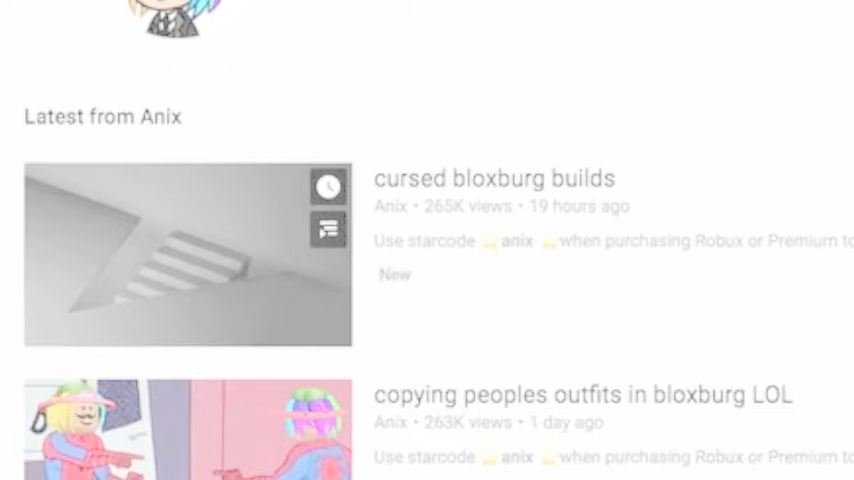 Latest from Anix
cursed bloxburg builds
Anix • 265K views • 19 hours ago
Use starcode ⭐anix ⭐when purchasing Robux or Premium to
New
copying peoples outfits in bloxburg LOL
Anix • 263K views • 1 day ago
Use starcode ⭐anix ⭐when purchasing Robux or Premium to